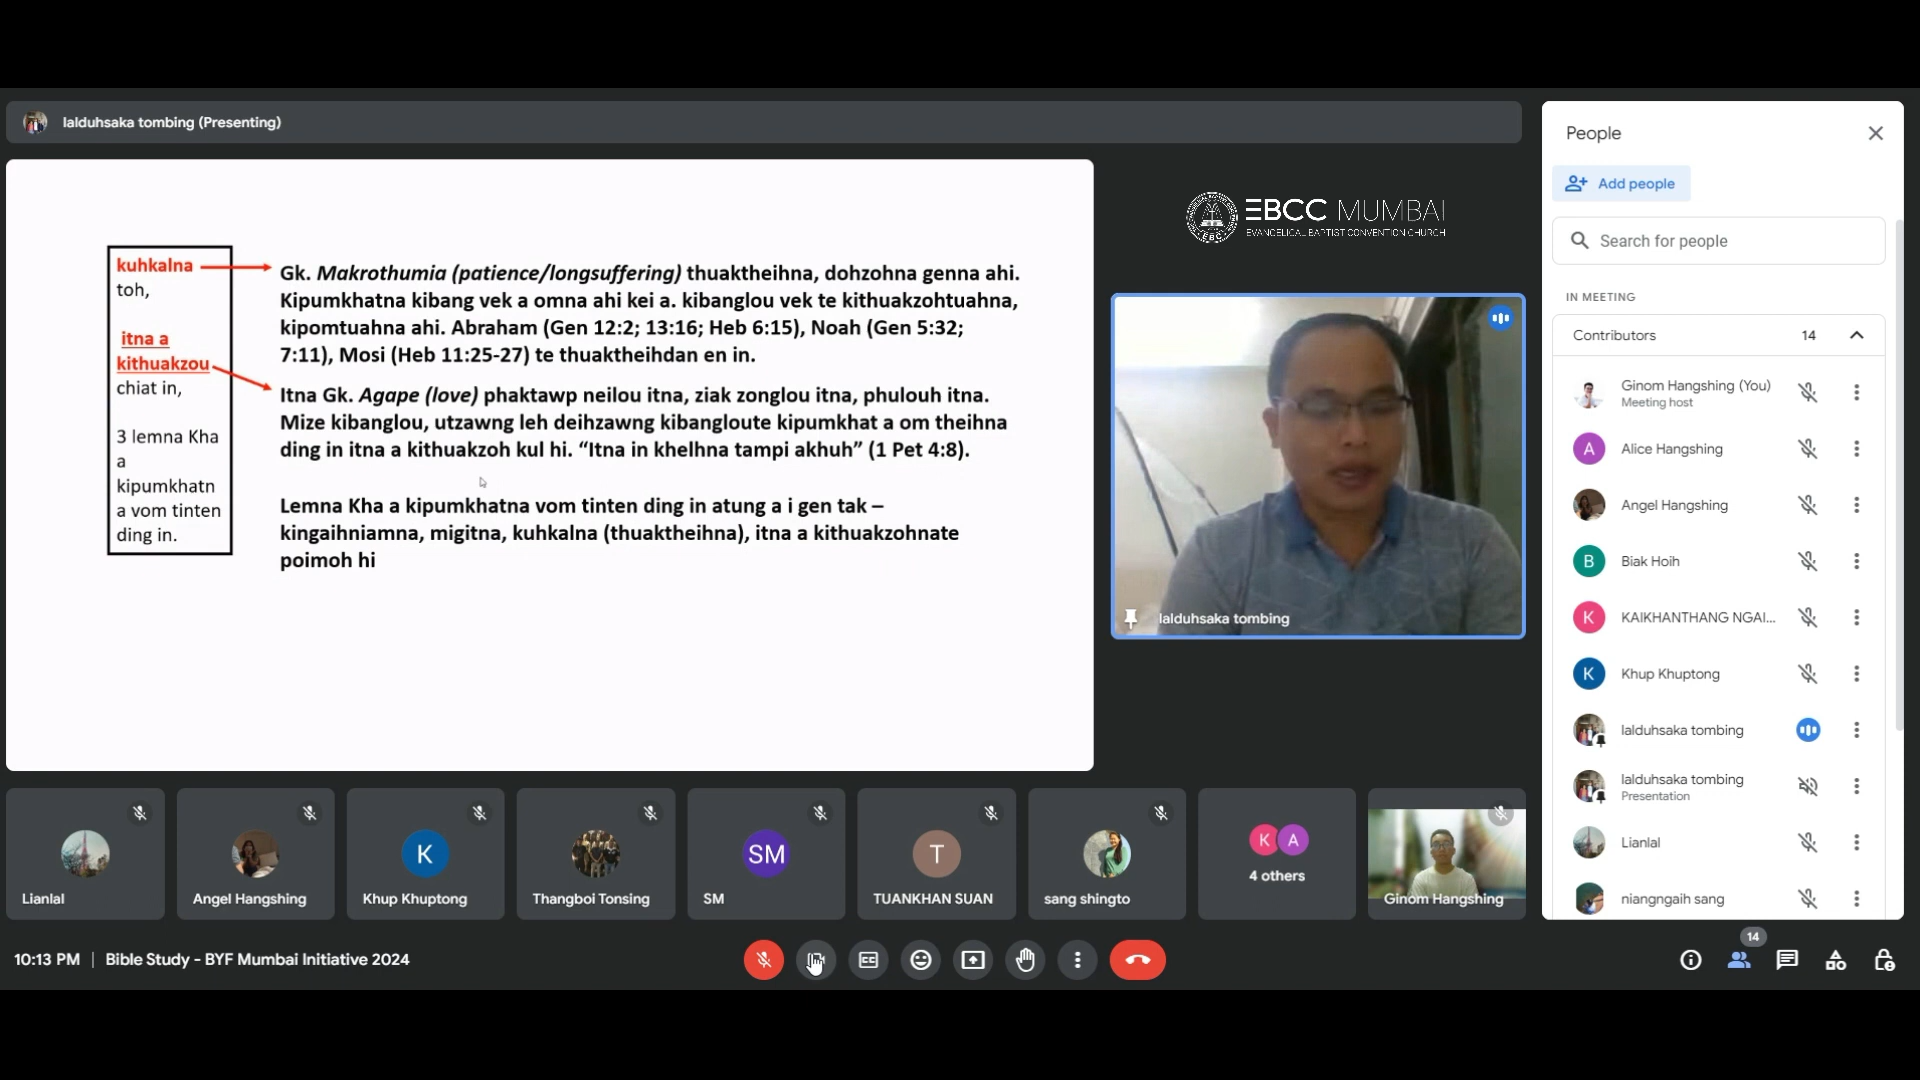 lalduhsaka tombing (Presenting)
kuhkalna
toh,
itna a
kithuakzou
chiat in,
3 lemna Kha
a
kipumkhatn
a vom tinten
ding in.
Gk. Makrothumia (patience/longsuffering) thuaktheihna, dohzohna genna ahi.
Kipumkhatna kibang vek a omna ahi kei a. kibanglou vek te kithuakzohtuahna,
kipomtuahna ahi. Abraham (Gen 12:2; 13:16; Heb 6:15), Noah (Gen 5:32;
7:11), Mosi (Heb 11:25-27) te thuaktheihdan en in.
Itna Gk. Agape (love) phaktawp neilou itna, ziak zonglou itna, phulouh itna.
Mize kibanglou, utzawng leh deihzawng kibangloute kipumkhat a om theihna
ding in itna a kithuakzoh kul hi. “Itna in khelhna tampi akhuh” (1 Pet 4:8).
Lemna Kha a kipumkhatna vom tinten ding in atung a i gen tak –
kingaihniamna, migitna, kuhkalna (thuaktheihna), itna a kithuakzohnate
poimoh hi
EBCC MUMBAI
EVANGELICAL BAPTIST CONVENTION CHURCH
EBC
lalduhsaka tombing
People
Add people
Search for people
IN MEETING
Contributors 14
Ginom Hangshing (You)
Meeting host
A Alice Hangshing
Angel Hangshing
B Biak Hoih
K KAIKHANTHANG NGAI...
K Khup Khuptong
lalduhsaka tombing
lalduhsaka tombing
Presentation
Lianlal
niangngaih sang
Lianlal
Angel Hangshing
K
Khup Khuptong
Thangboi Tonsing
SM
SM
T
TUANKHAN SUAN
sang shingto
K A
4 others
Ginom Hangshing
10:13 PM | Bible Study - BYF Mumbai Initiative 2024
CC
14